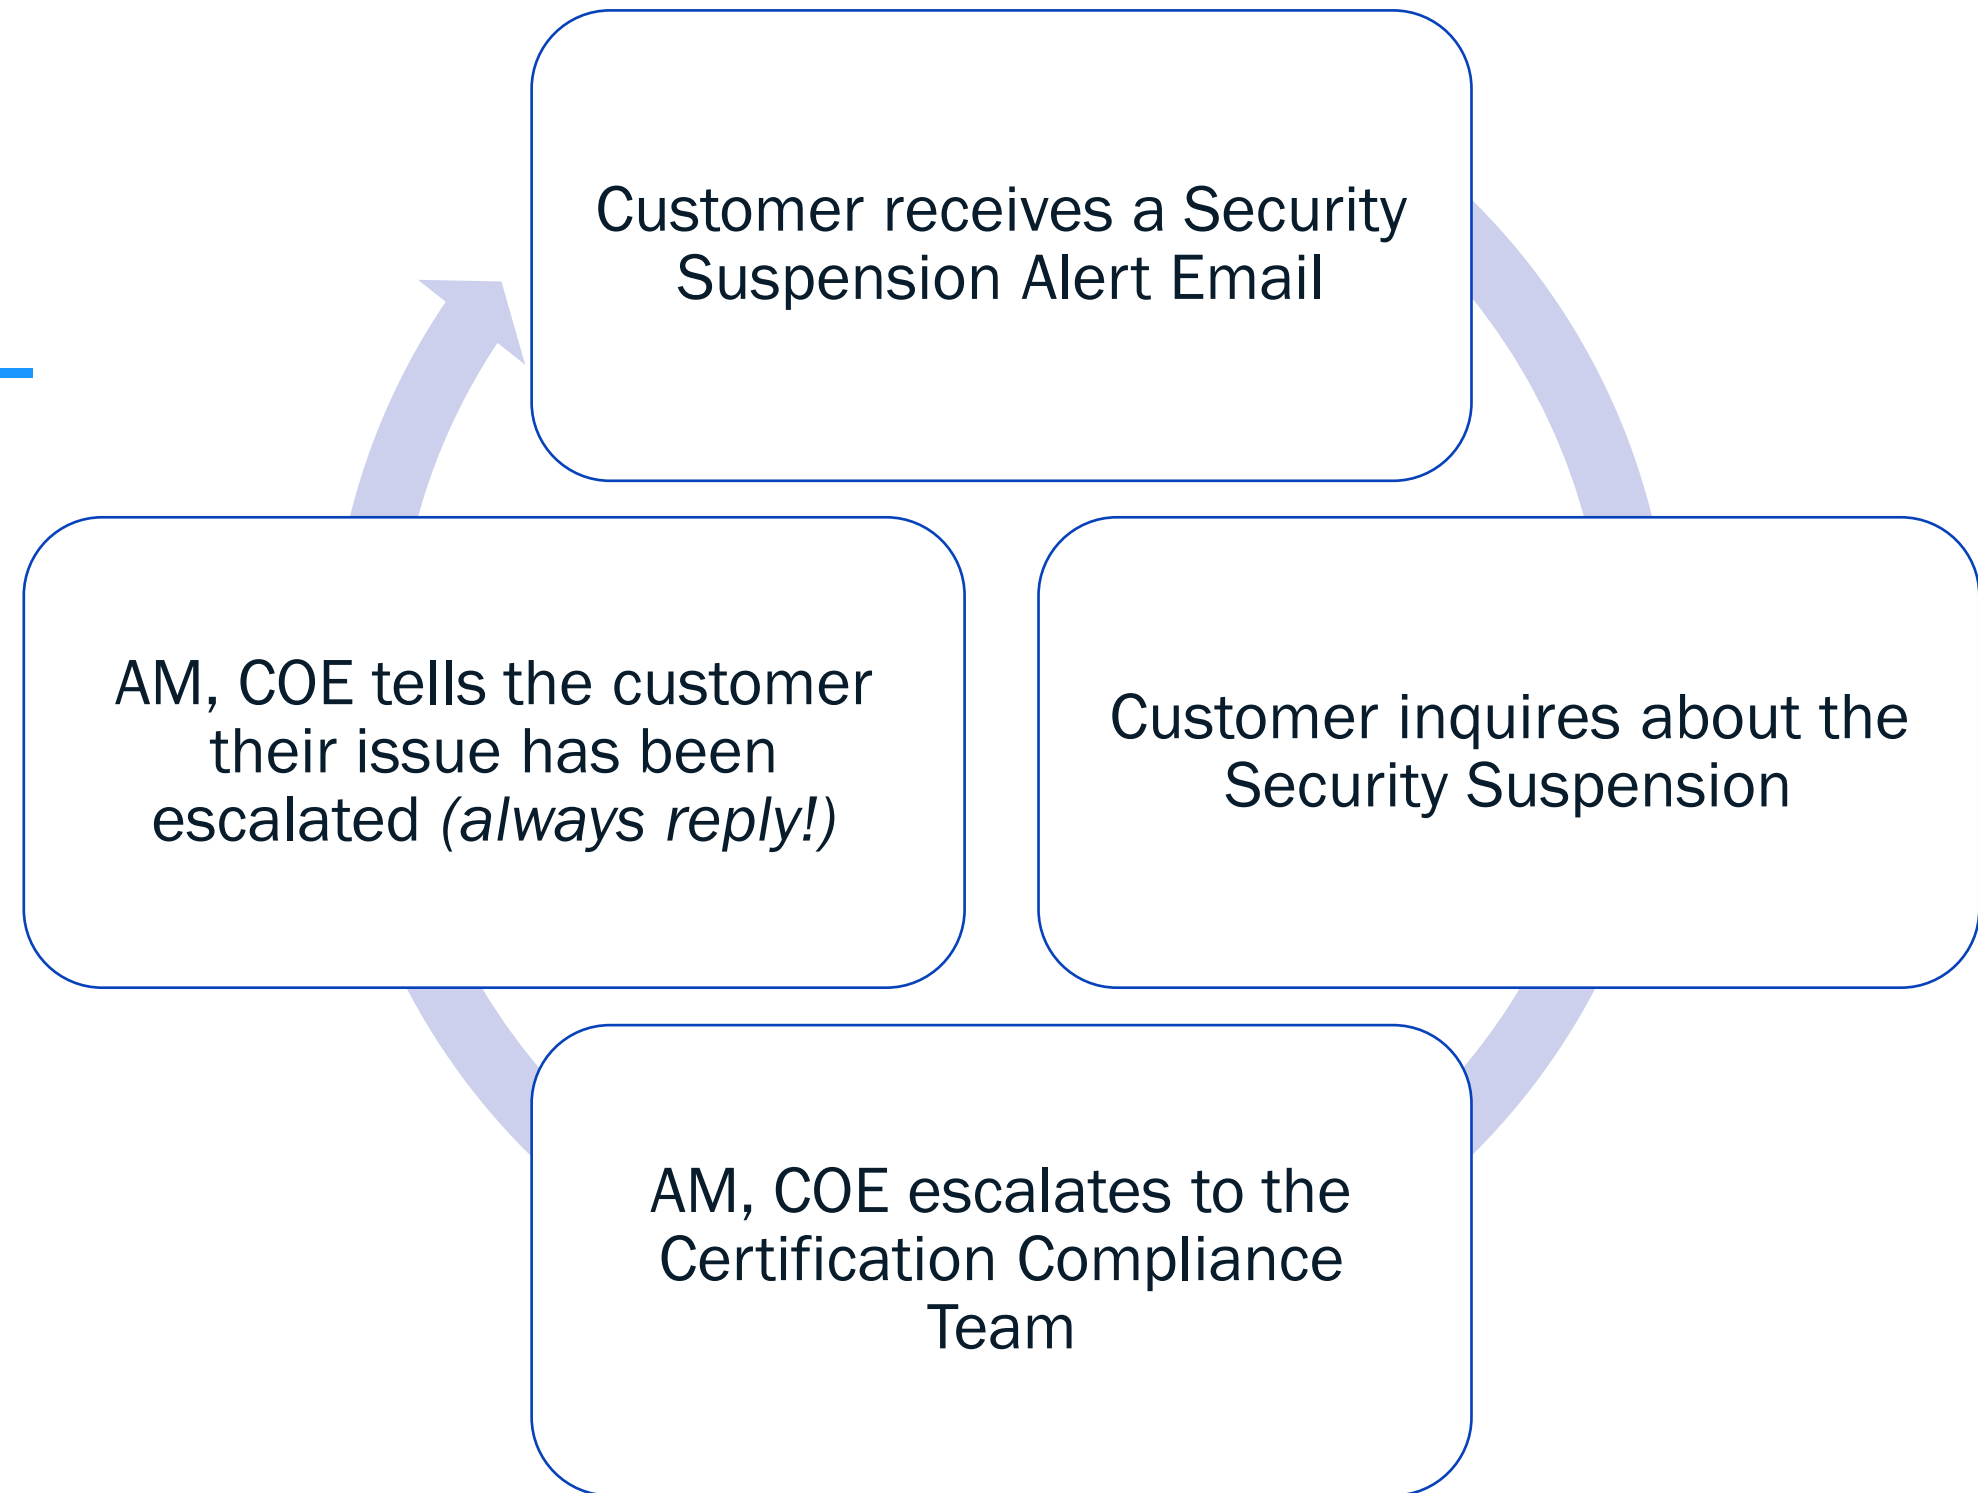 Customer receives a Security
Suspension Alert Email
Customer inquires about the
Security Suspension
AM, COE escalates to the
Certification Compliance
Team
AM, COE tells the customer
their issue has been
escalated (always reply!)